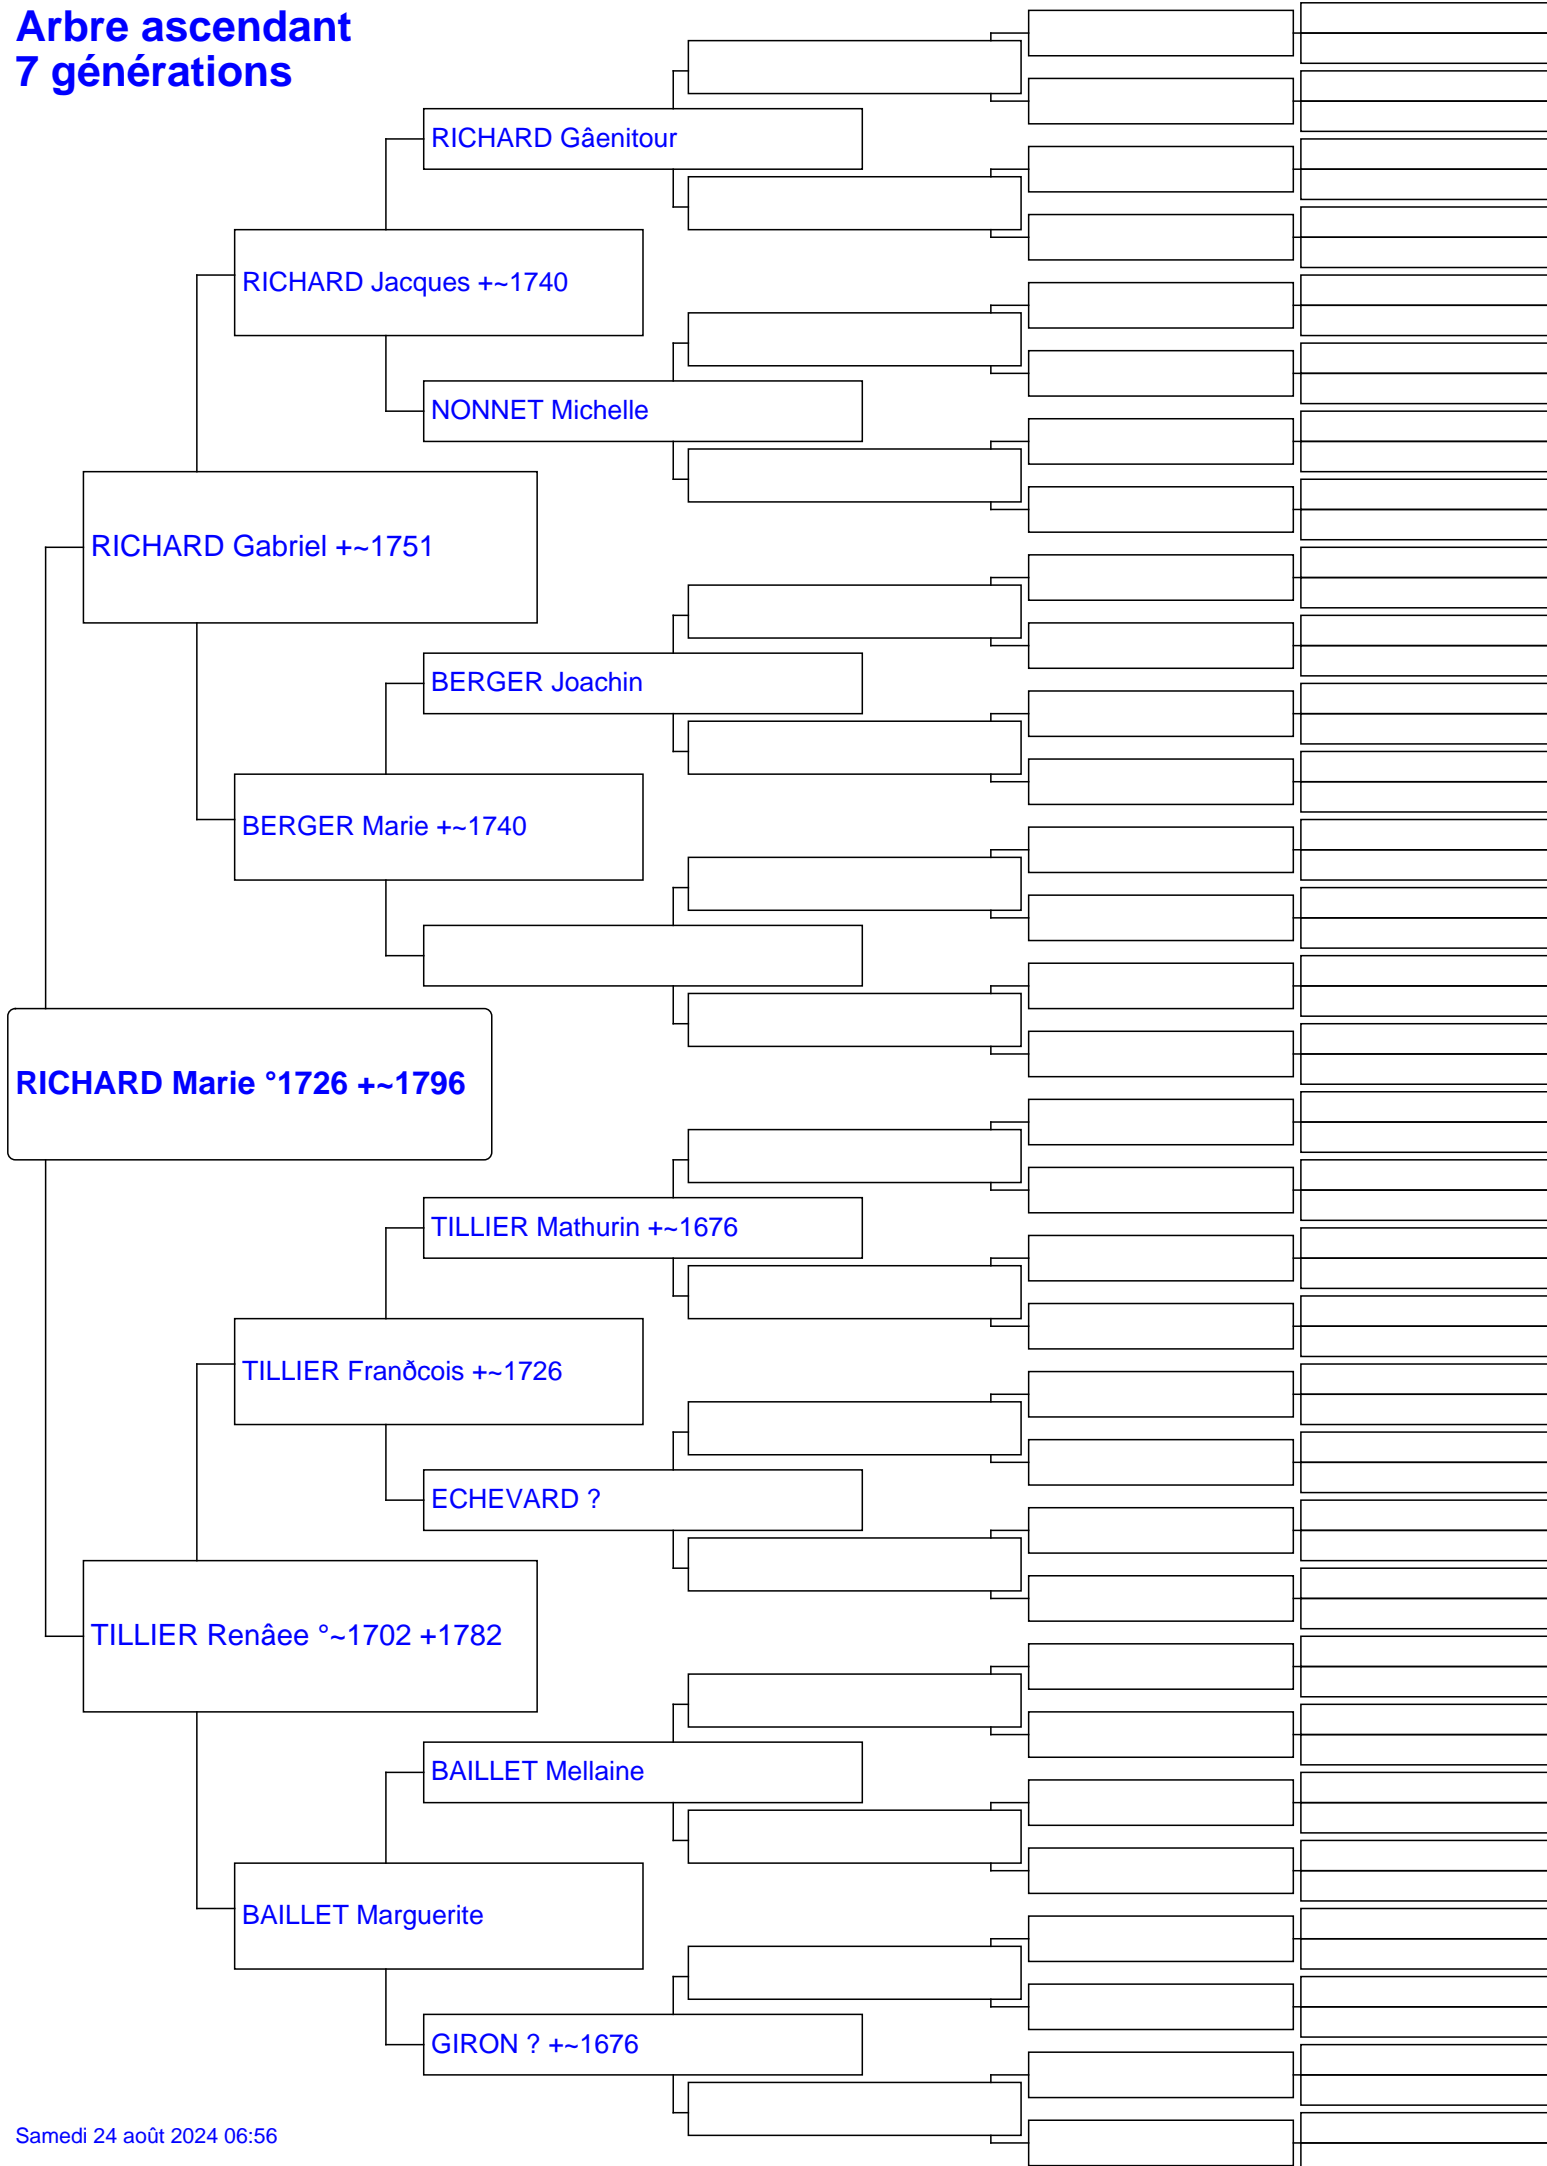 Arbre ascendant
7 générations
RICHARD Gâenitour
RICHARD Jacques +~1740
NONNET Michelle
RICHARD Gabriel +~1751
BERGER Joachin
BERGER Marie +~1740
RICHARD Marie °1726 +~1796
TILLIER Mathurin +~1676
TILLIER Franðcois +~1726
ECHEVARD ?
TILLIER Renâee °~1702 +1782
BAILLET Mellaine
BAILLET Marguerite
GIRON ? +~1676
Samedi 24 août 2024 06:56